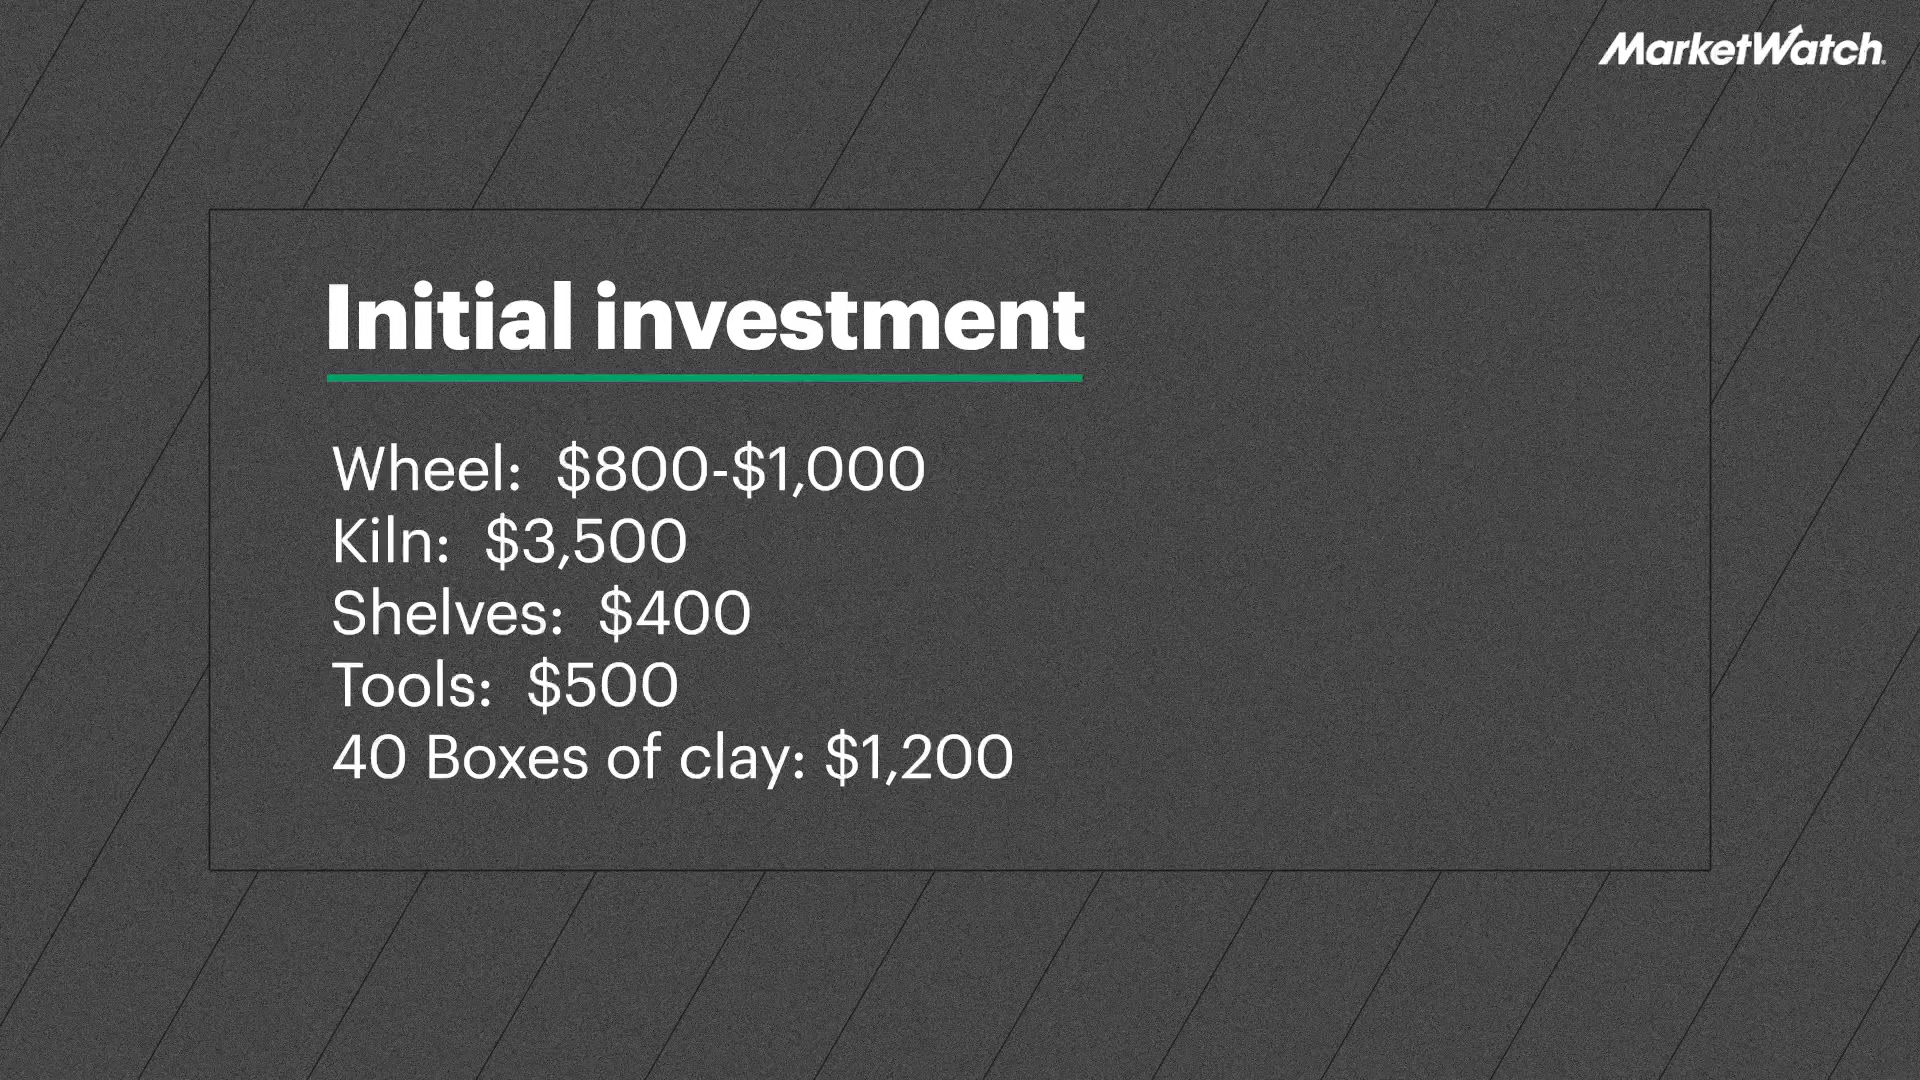 MarketWatch
Initial investment
Wheel: $800-$1,000
Kiln: $3,500
Shelves: $400
Tools: $500
40 Boxes of clay: $1,200